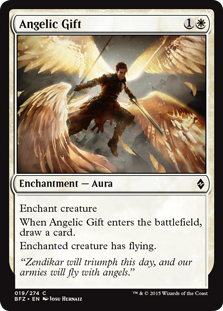 Angelic Gift 1
Enchantment — Aura
Enchant creature
When Angelic Gift enters the battlefield,
draw a card.
Enchanted creature has flying.
“Zendikar will triumph this day, and our
armies will fly with angels.”
019/274 C
BFZ • EN Josu Hernaiz
™ & © 2015 Wizards of the Coast